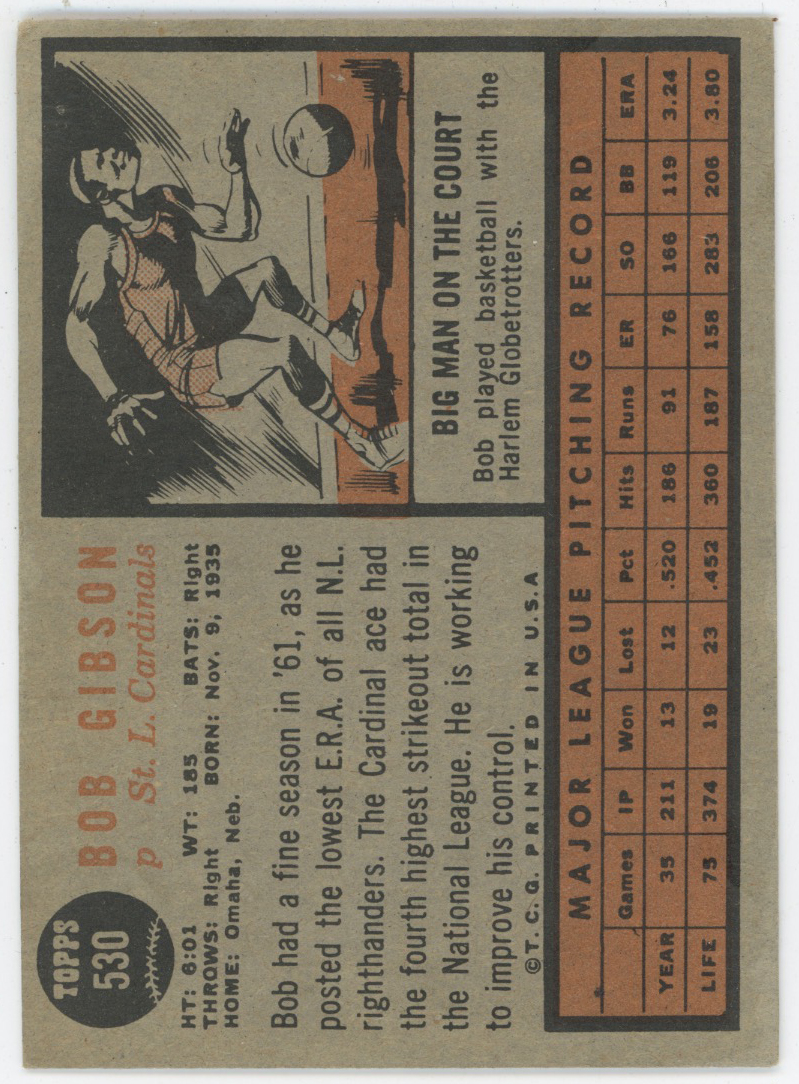 TOPPS
530
BOB GIBSON
p St. L. Cardinals
HT: 6:01 WT: 185 BATS: Right
THROWS: Right BORN: Nov. 9, 1935
HOME: Omaha, Neb.
Bob had a fine season in '61, as he
posted the lowest E.R.A. of all N.L.
righthanders. The Cardinal ace had
the fourth highest strikeout total in
the National League. He is working
to improve his control.
©T.C.G. PRINTED IN U.S.A
BIG MAN ON THE COURT
Bob played basketball with the
Harlem Globetrotters.
MAJOR LEAGUE PITCHING RECORD
Games IP Won Lost Pct Hits Runs ER SO BB ERA
YEAR 35 211 13 12 .520 186 91 76 166 119 3.24
LIFE 75 374 19 23 .452 360 187 158 283 206 3.80